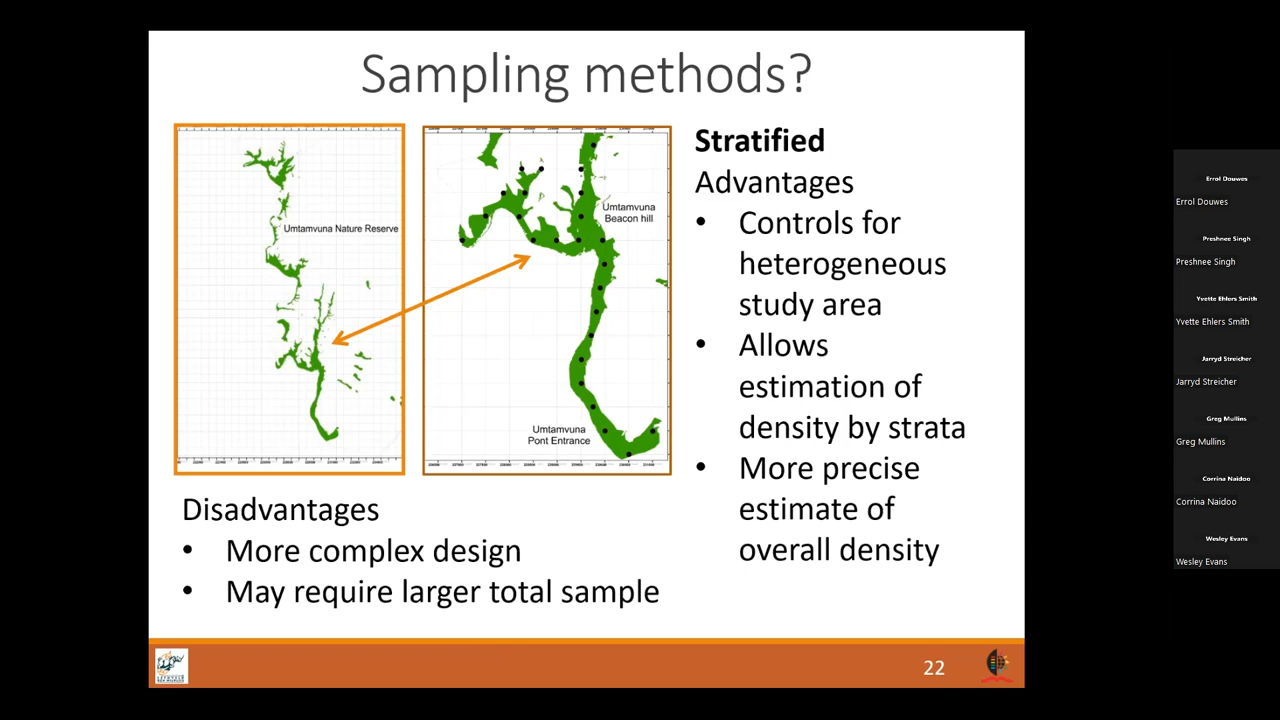 Sampling methods?
Umtamvuna Nature Reserve
Umtamvuna
Beacon hill
Umtamvuna
Pont Entrance
Stratified
Advantages
• Controls for
heterogeneous
study area
• Allows
estimation of
density by strata
• More precise
estimate of
overall density
Disadvantages
• More complex design
• May require larger total sample
22
Errol Douwes
Errol Douwes
Preshnee Singh
Preshnee Singh
Yvette Ehlers Smith
Yvette Ehlers Smith
Jarryd Streicher
Jarryd Streicher
Greg Mullins
Greg Mullins
Corrina Naidoo
Corrina Naidoo
Wesley Evans
Wesley Evans